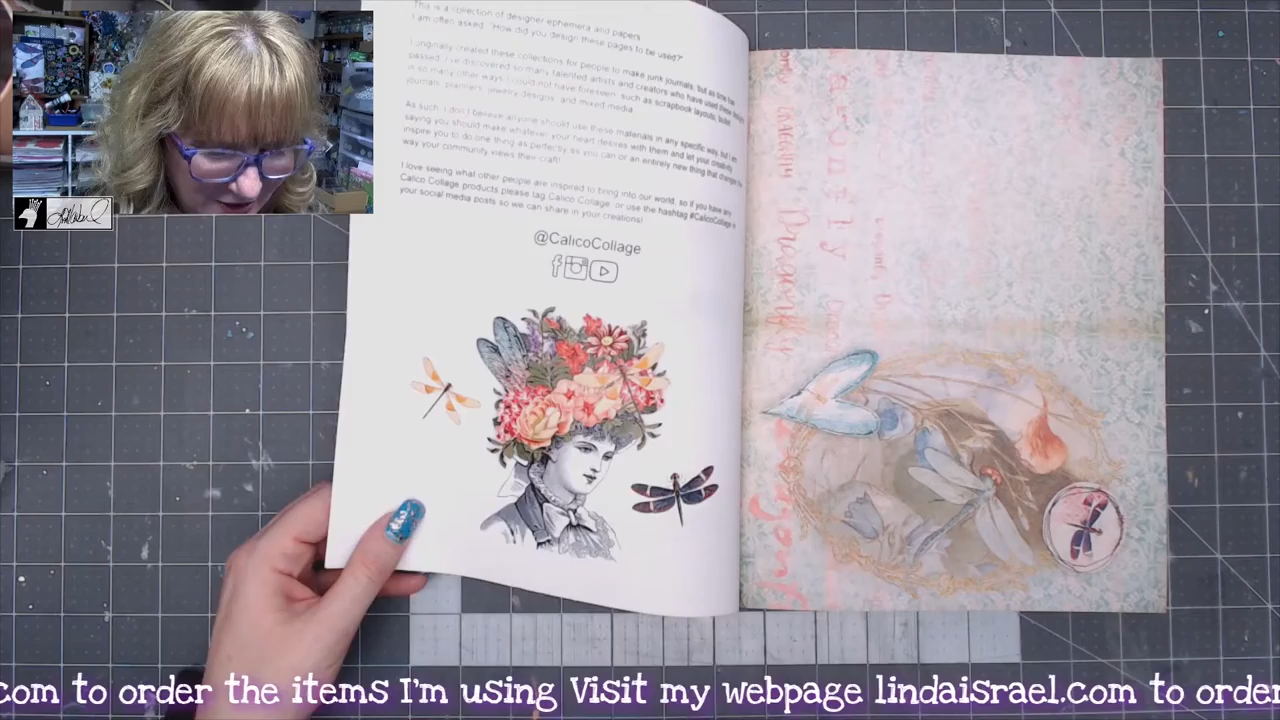 This is a collection of designer ephemera and papers
I am often asked: "How did you design these pages to be used?"
I originally created these collections for people to make junk journals, but as time has
passed, I've discovered so many talented artists and creators who have used these designs
in so many other ways I could not have foreseen, such as scrapbook layouts, bullet
journals, planners, jewelry designs, and mixed media
As such, I don't believe anyone should use these materials in any specific way, but I am
saying you should make whatever your heart desires with them and let your creativity
inspire you to do one thing as perfectly as you can or an entirely new thing that changes the
way your community views their craft!
I love seeing what other people are inspired to bring into our world, so if you have any
Calico Collage products please tag Calico Collage or use the hashtag #CalicoCollage in
your social media posts so we can share in your creations!
@CalicoCollage
Dragonfly
.com to order the items I'm using Visit my webpage lindaisrael.com to order